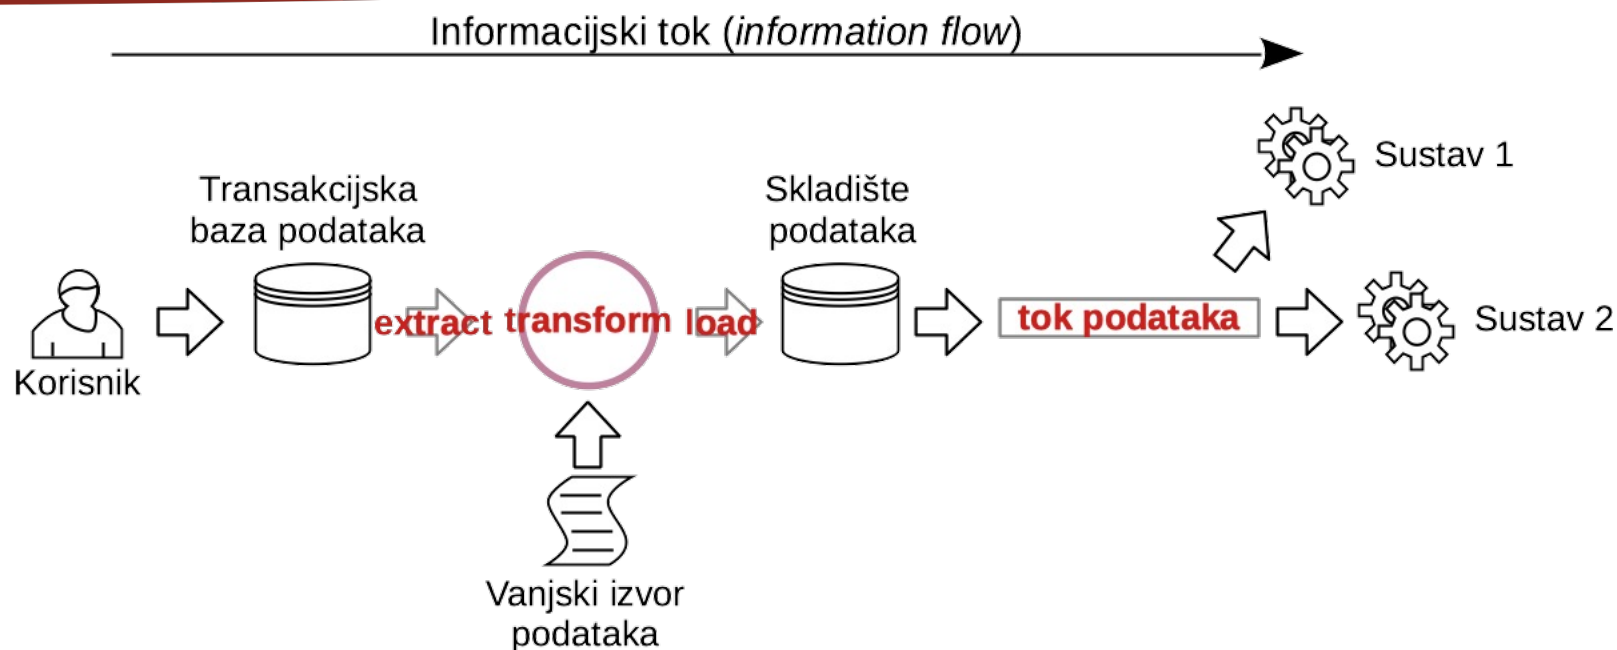 Informacijski tok (information flow)
Sustav 1
Transakcijska
baza podataka
Skladište
podataka
Korisnik
extract
transform
load
tok podataka
Sustav 2
Vanjski izvor
podataka